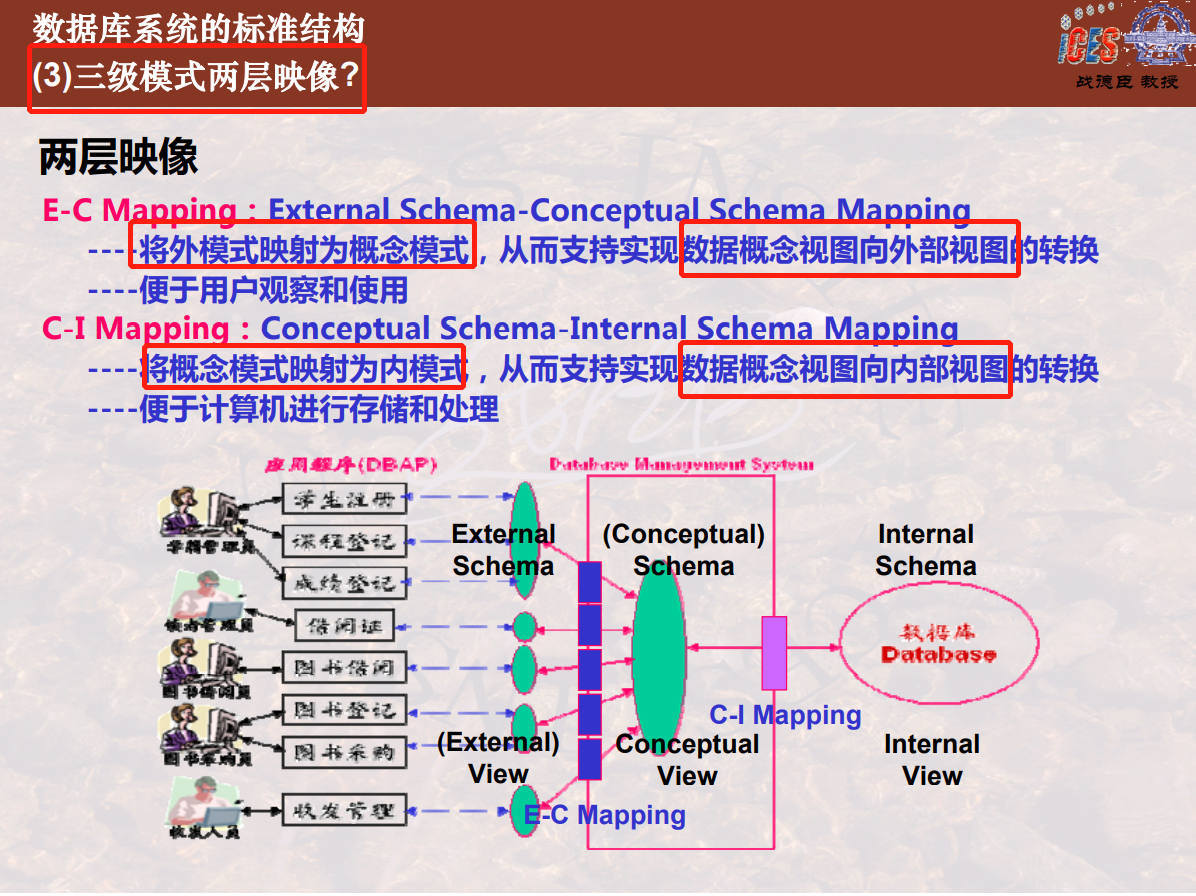 数据库系统的标准结构
(3)三级模式两层映像?
iCES
战德臣 教授
两层映像
E-C Mapping：External Schema-Conceptual Schema Mapping
----将外模式映射为概念模式，从而支持实现数据概念视图向外部视图的转换
----便于用户观察和使用
C-I Mapping：Conceptual Schema-Internal Schema Mapping
----将概念模式映射为内模式，从而支持实现数据概念视图向内部视图的转换
----便于计算机进行存储和处理
应用程序(DBAP)
Database Management System
学籍管理员
学生注册
课程登记
成绩登记
借阅证
图书借阅
图书借阅员
图书登记
图书采购
图书采购员
收发管理
收发人员
External
Schema
(Conceptual)
Schema
Internal
Schema
数据库
Database
C-I Mapping
(External)
View
Conceptual
View
Internal
View
E-C Mapping